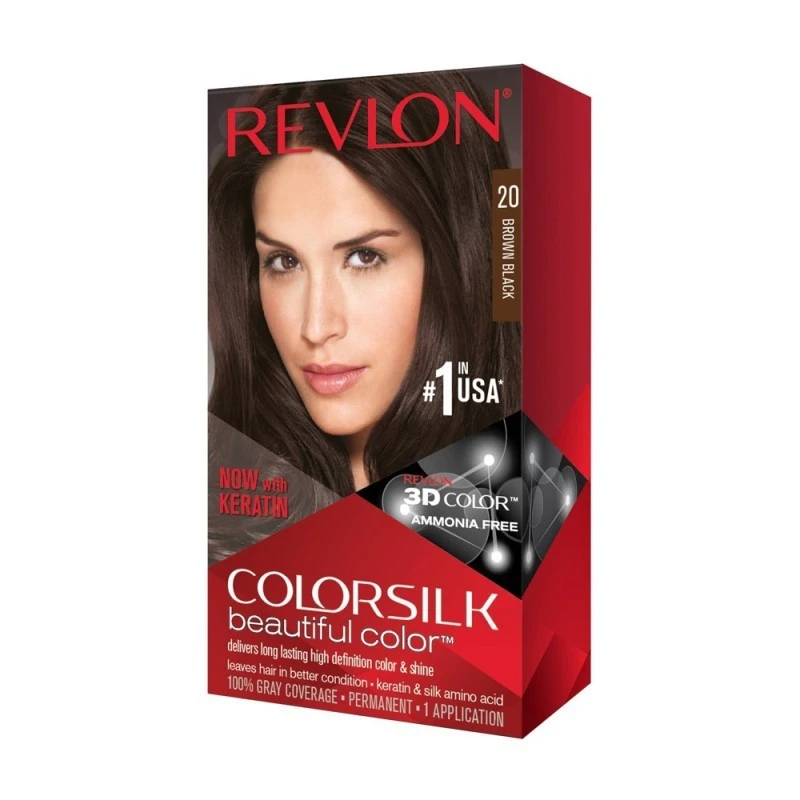 REVLON®
20
BROWN BLACK
#1 IN USA*
NOW with
KERATIN
REVLON
3D COLOR™
AMMONIA FREE
COLORSILK
beautiful color™
delivers long lasting high definition color & shine
leaves hair in better condition • keratin & silk amino acid
100% GRAY COVERAGE • PERMANENT • 1 APPLICATION